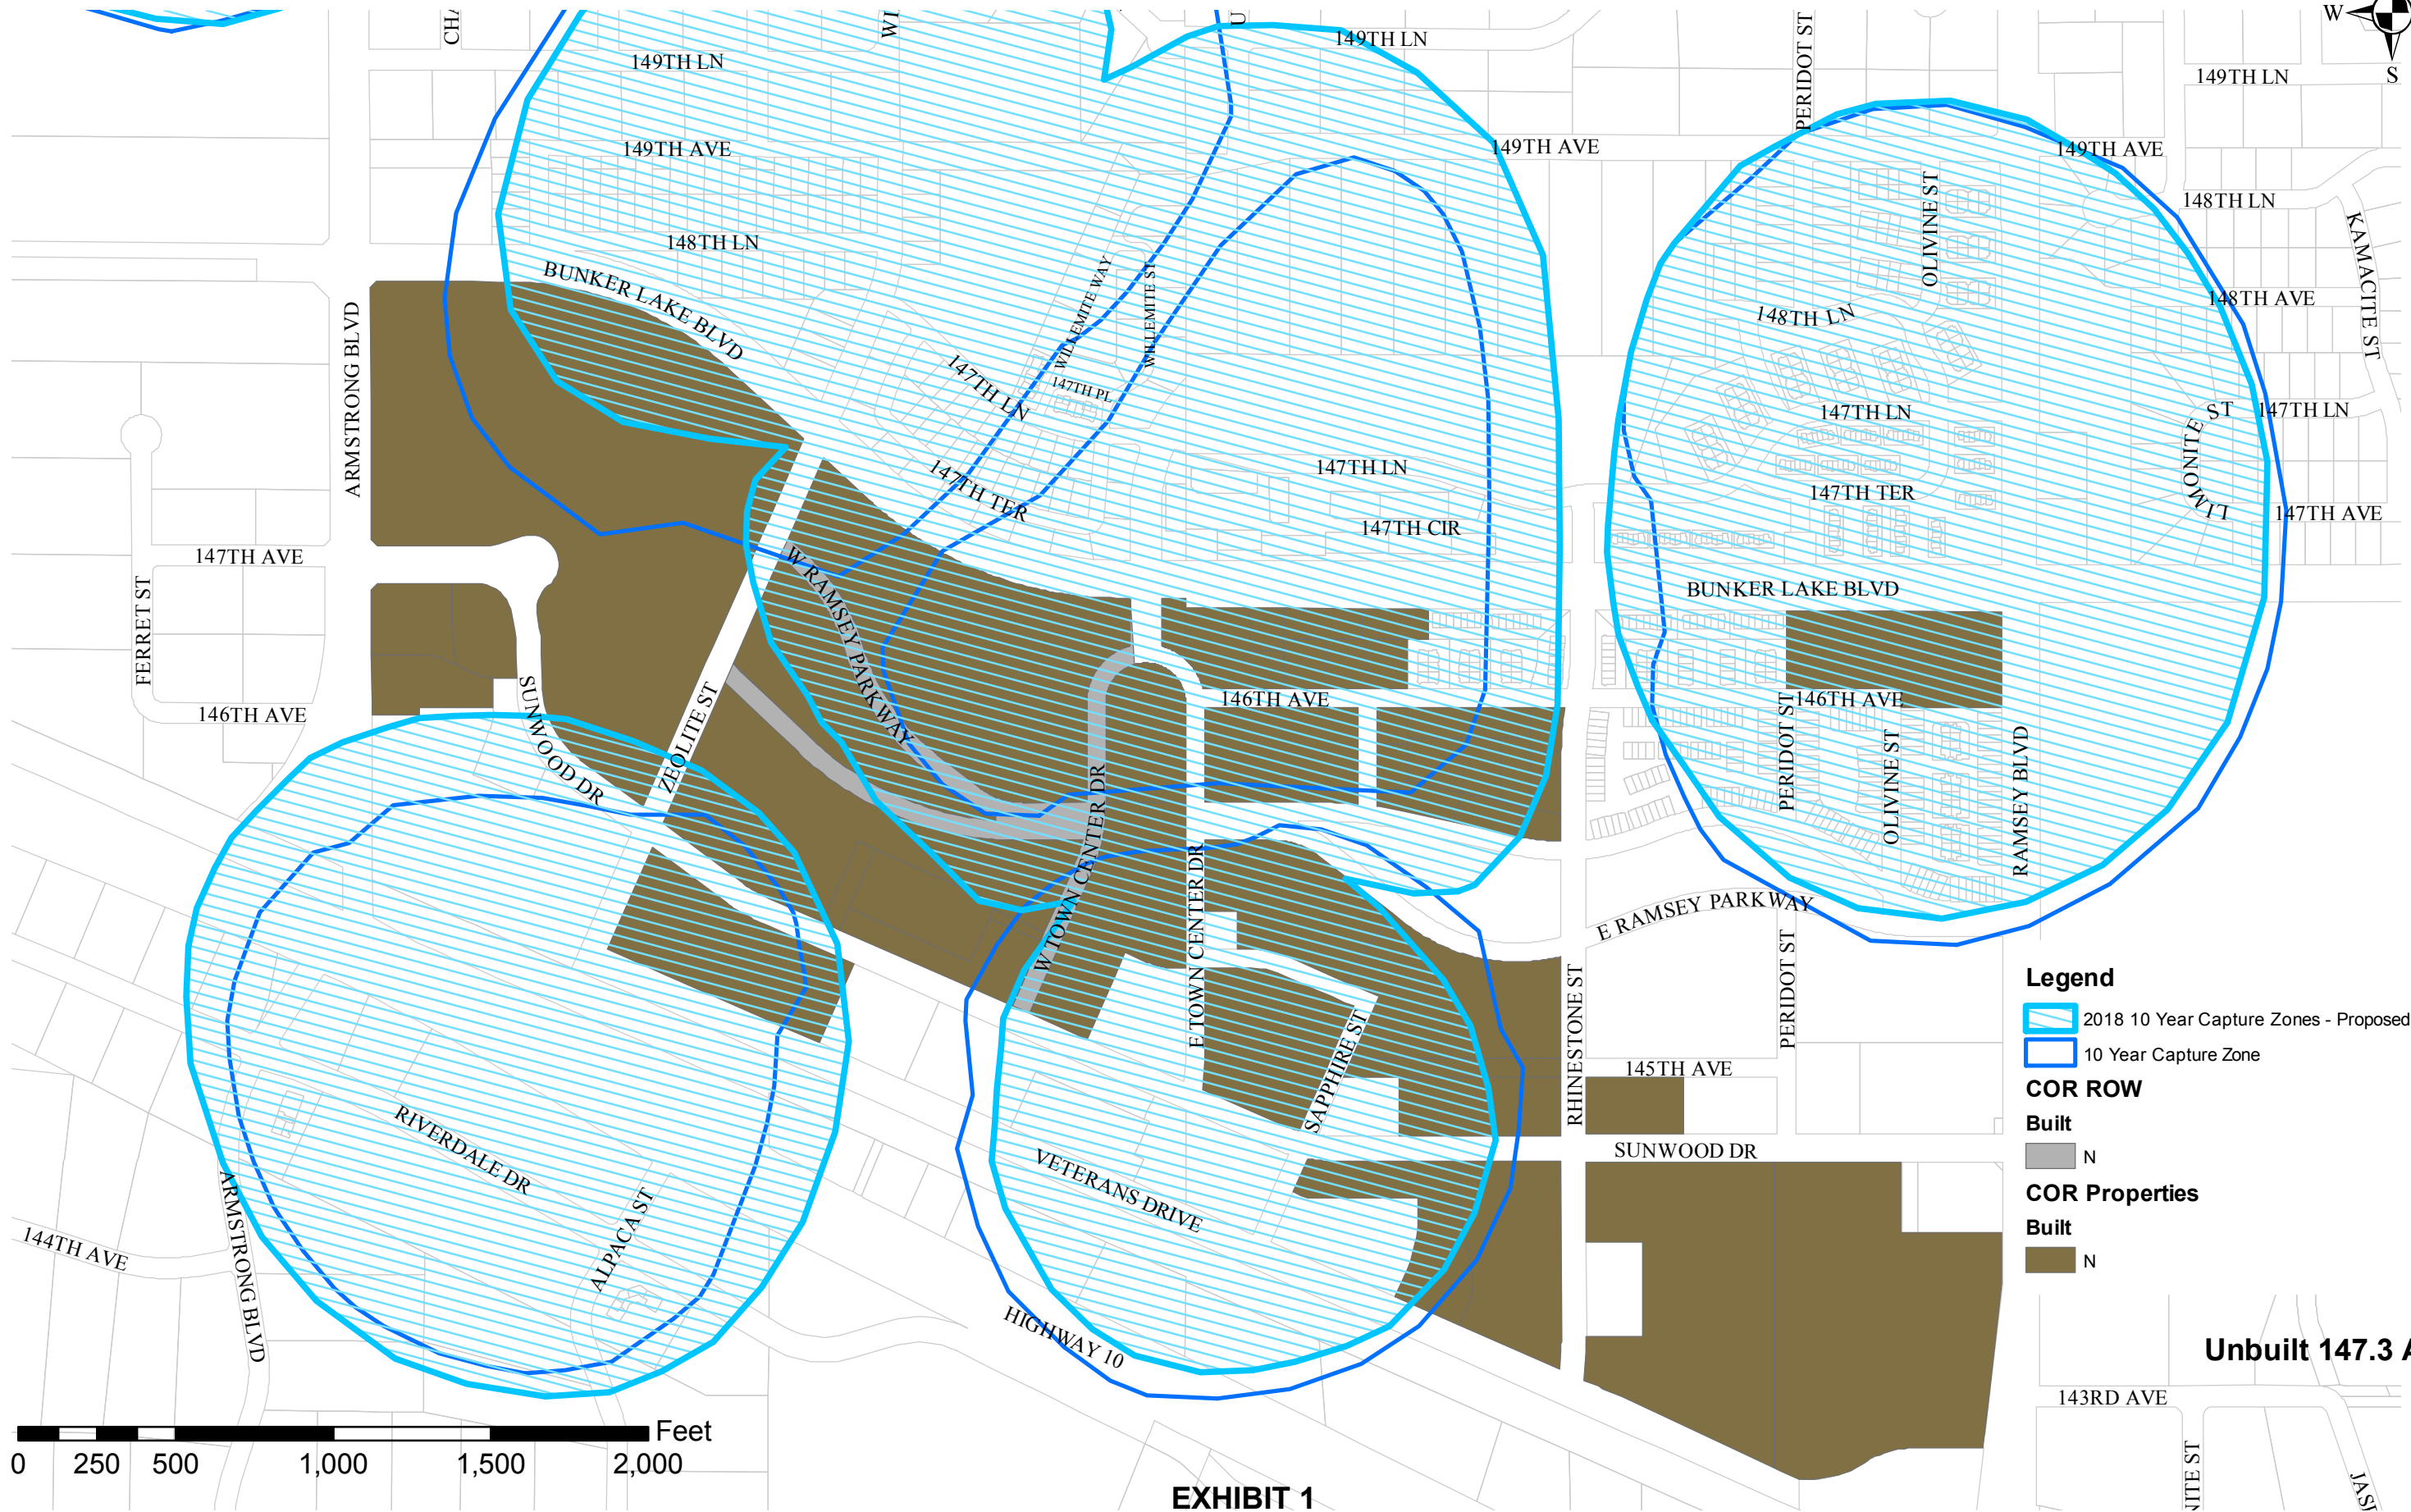 W
S
149TH LN
149TH LN
PERIDOT ST
149TH LN
149TH AVE
149TH AVE
149TH AVE
148TH LN
OLIVINE ST
148TH LN
KAMACITE ST
BUNKER LAKE BLVD
WILLEMITE WAY
WILLEMITE ST
148TH LN
148TH AVE
ARMSTRONG BLVD
147TH LN
147TH PL
147TH LN
LIMONITE ST
147TH LN
147TH TER
147TH LN
147TH TER
147TH CIR
147TH AVE
147TH AVE
FERRET ST
W RAMSEY PARKWAY
BUNKER LAKE BLVD
146TH AVE
SUNWOOD DR
ZEOLITE ST
146TH AVE
PERIDOT ST
146TH AVE
OLIVINE ST
RAMSEY BLVD
W TOWN CENTER DR
E TOWN CENTER DR
E RAMSEY PARKWAY
PERIDOT ST
RHINESTONE ST
SAPPHIRE ST
145TH AVE
SUNWOOD DR
RIVERDALE DR
VETERANS DRIVE
ALPACA ST
ARMSTRONG BLVD
144TH AVE
HIGHWAY 10
Legend
2018 10 Year Capture Zones - Proposed
10 Year Capture Zone
COR ROW
Built
N
COR Properties
Built
N
Unbuilt 147.3
143RD AVE
Feet
0 250 500 1,000 1,500 2,000
EXHIBIT 1